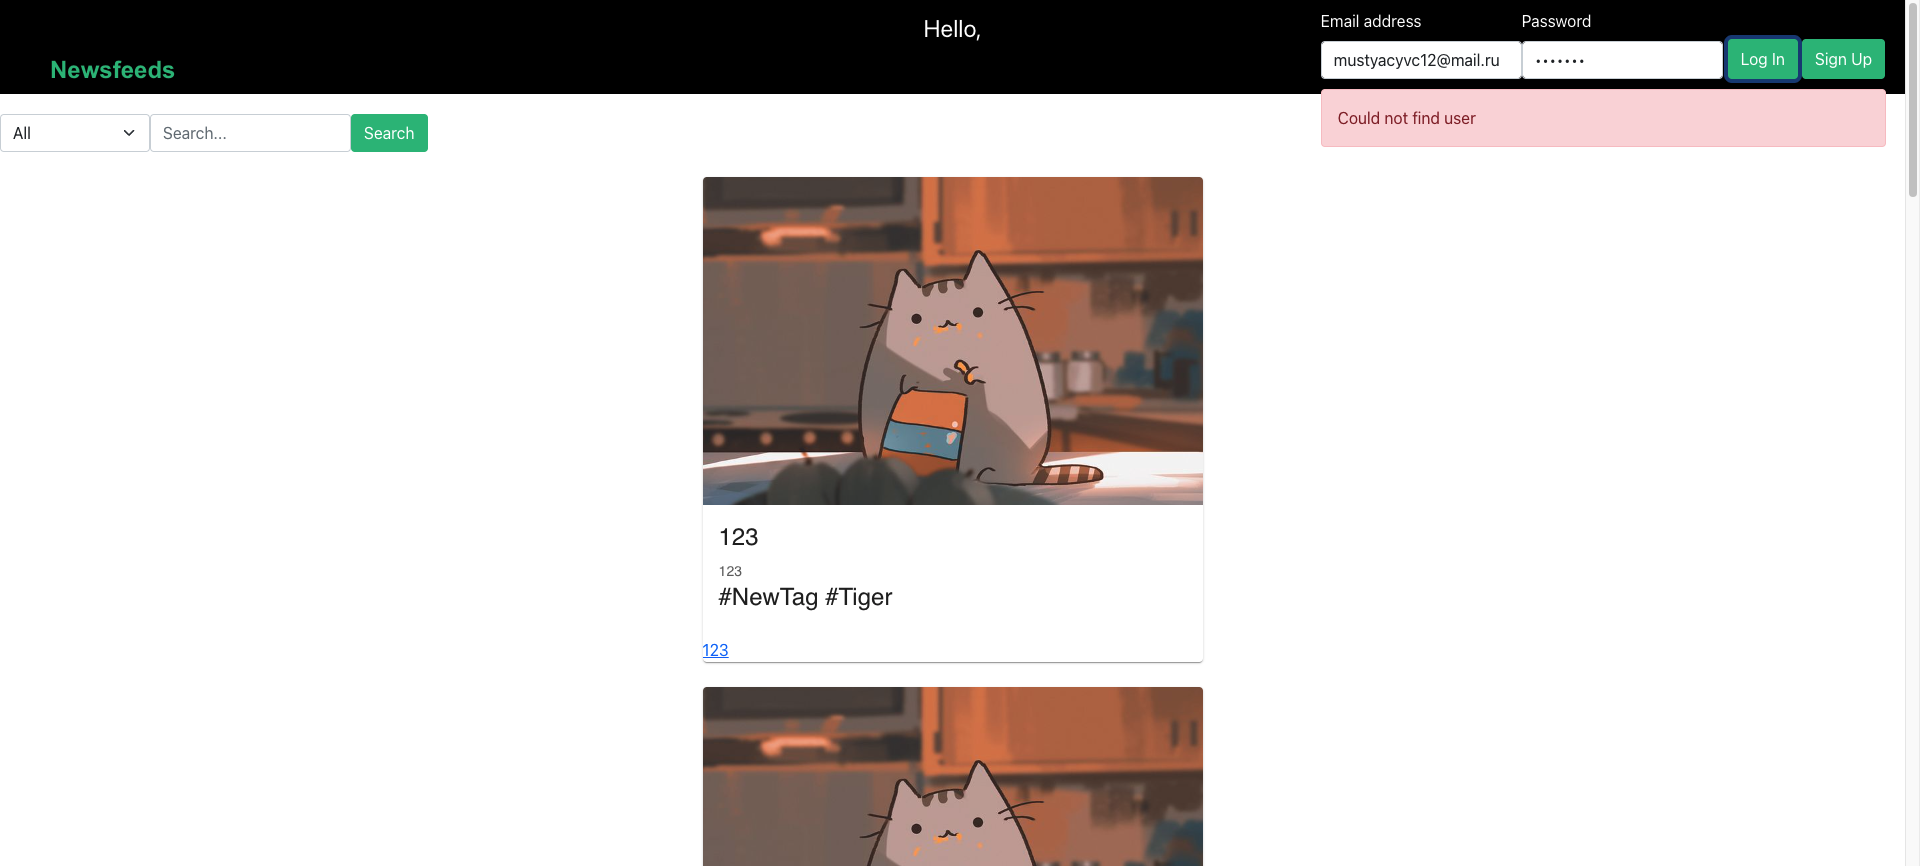 Hello,
Email address
Password
Newsfeeds
mustyacyvc12@mail.ru
•••••••
Log In
Sign Up
Could not find user
All
Search...
Search
123
123
#NewTag #Tiger
123